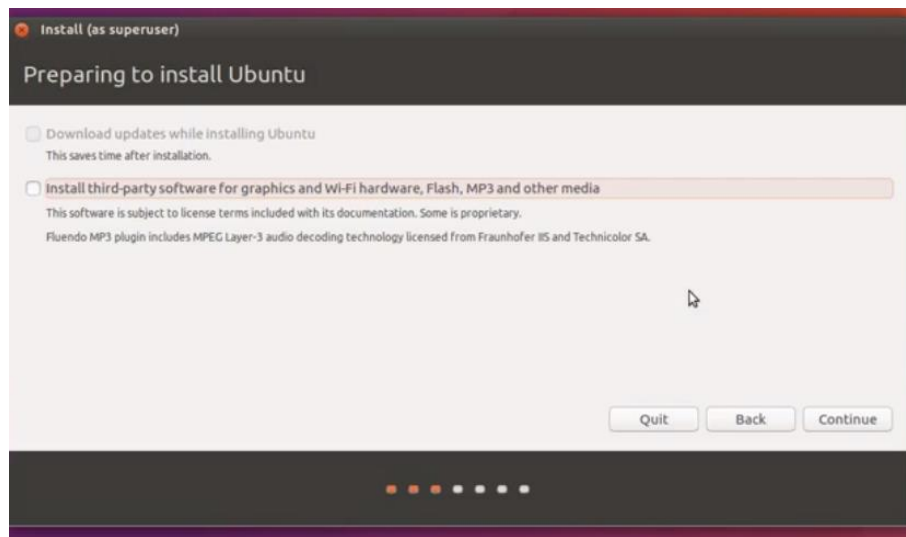 Install (as superuser)
Preparing to install Ubuntu
Download updates while installing Ubuntu
This saves time after installation.
Install third-party software for graphics and Wi-Fi hardware, Flash, MP3 and other media
This software is subject to license terms included with its documentation. Some is proprietary.
Fluendo MP3 plugin includes MPEG Layer-3 audio decoding technology licensed from Fraunhofer IIS and Technicolor SA.
Quit Back Continue